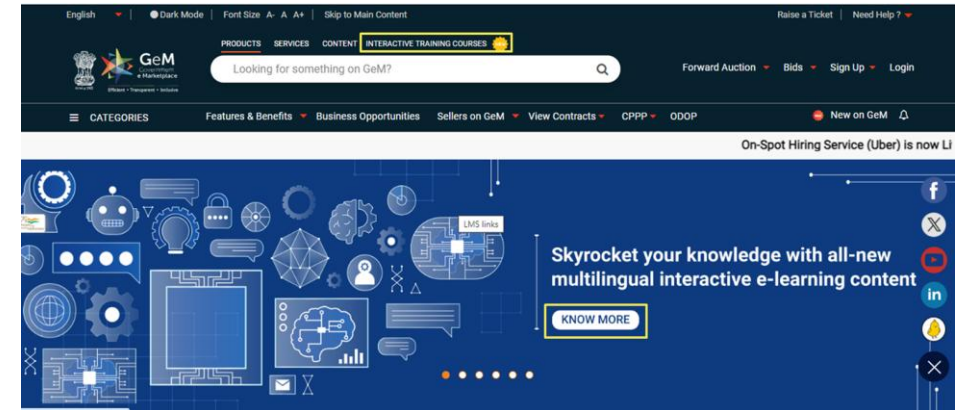 English | Dark Mode | Font Size A- A A+ | Skip to Main Content
Raise a Ticket | Need Help ?
PRODUCTS SERVICES CONTENT INTERACTIVE TRAINING COURSES
GeM
Government
e Marketplace
Efficient • Transparent • Inclusive
Looking for something on GeM?
Forward Auction Bids Sign Up Login
CATEGORIES Features & Benefits Business Opportunities Sellers on GeM View Contracts CPPP ODOP New on GeM
On-Spot Hiring Service (Uber) is now Li
LMS links
Skyrocket your knowledge with all-new
multilingual interactive e-learning content
KNOW MORE